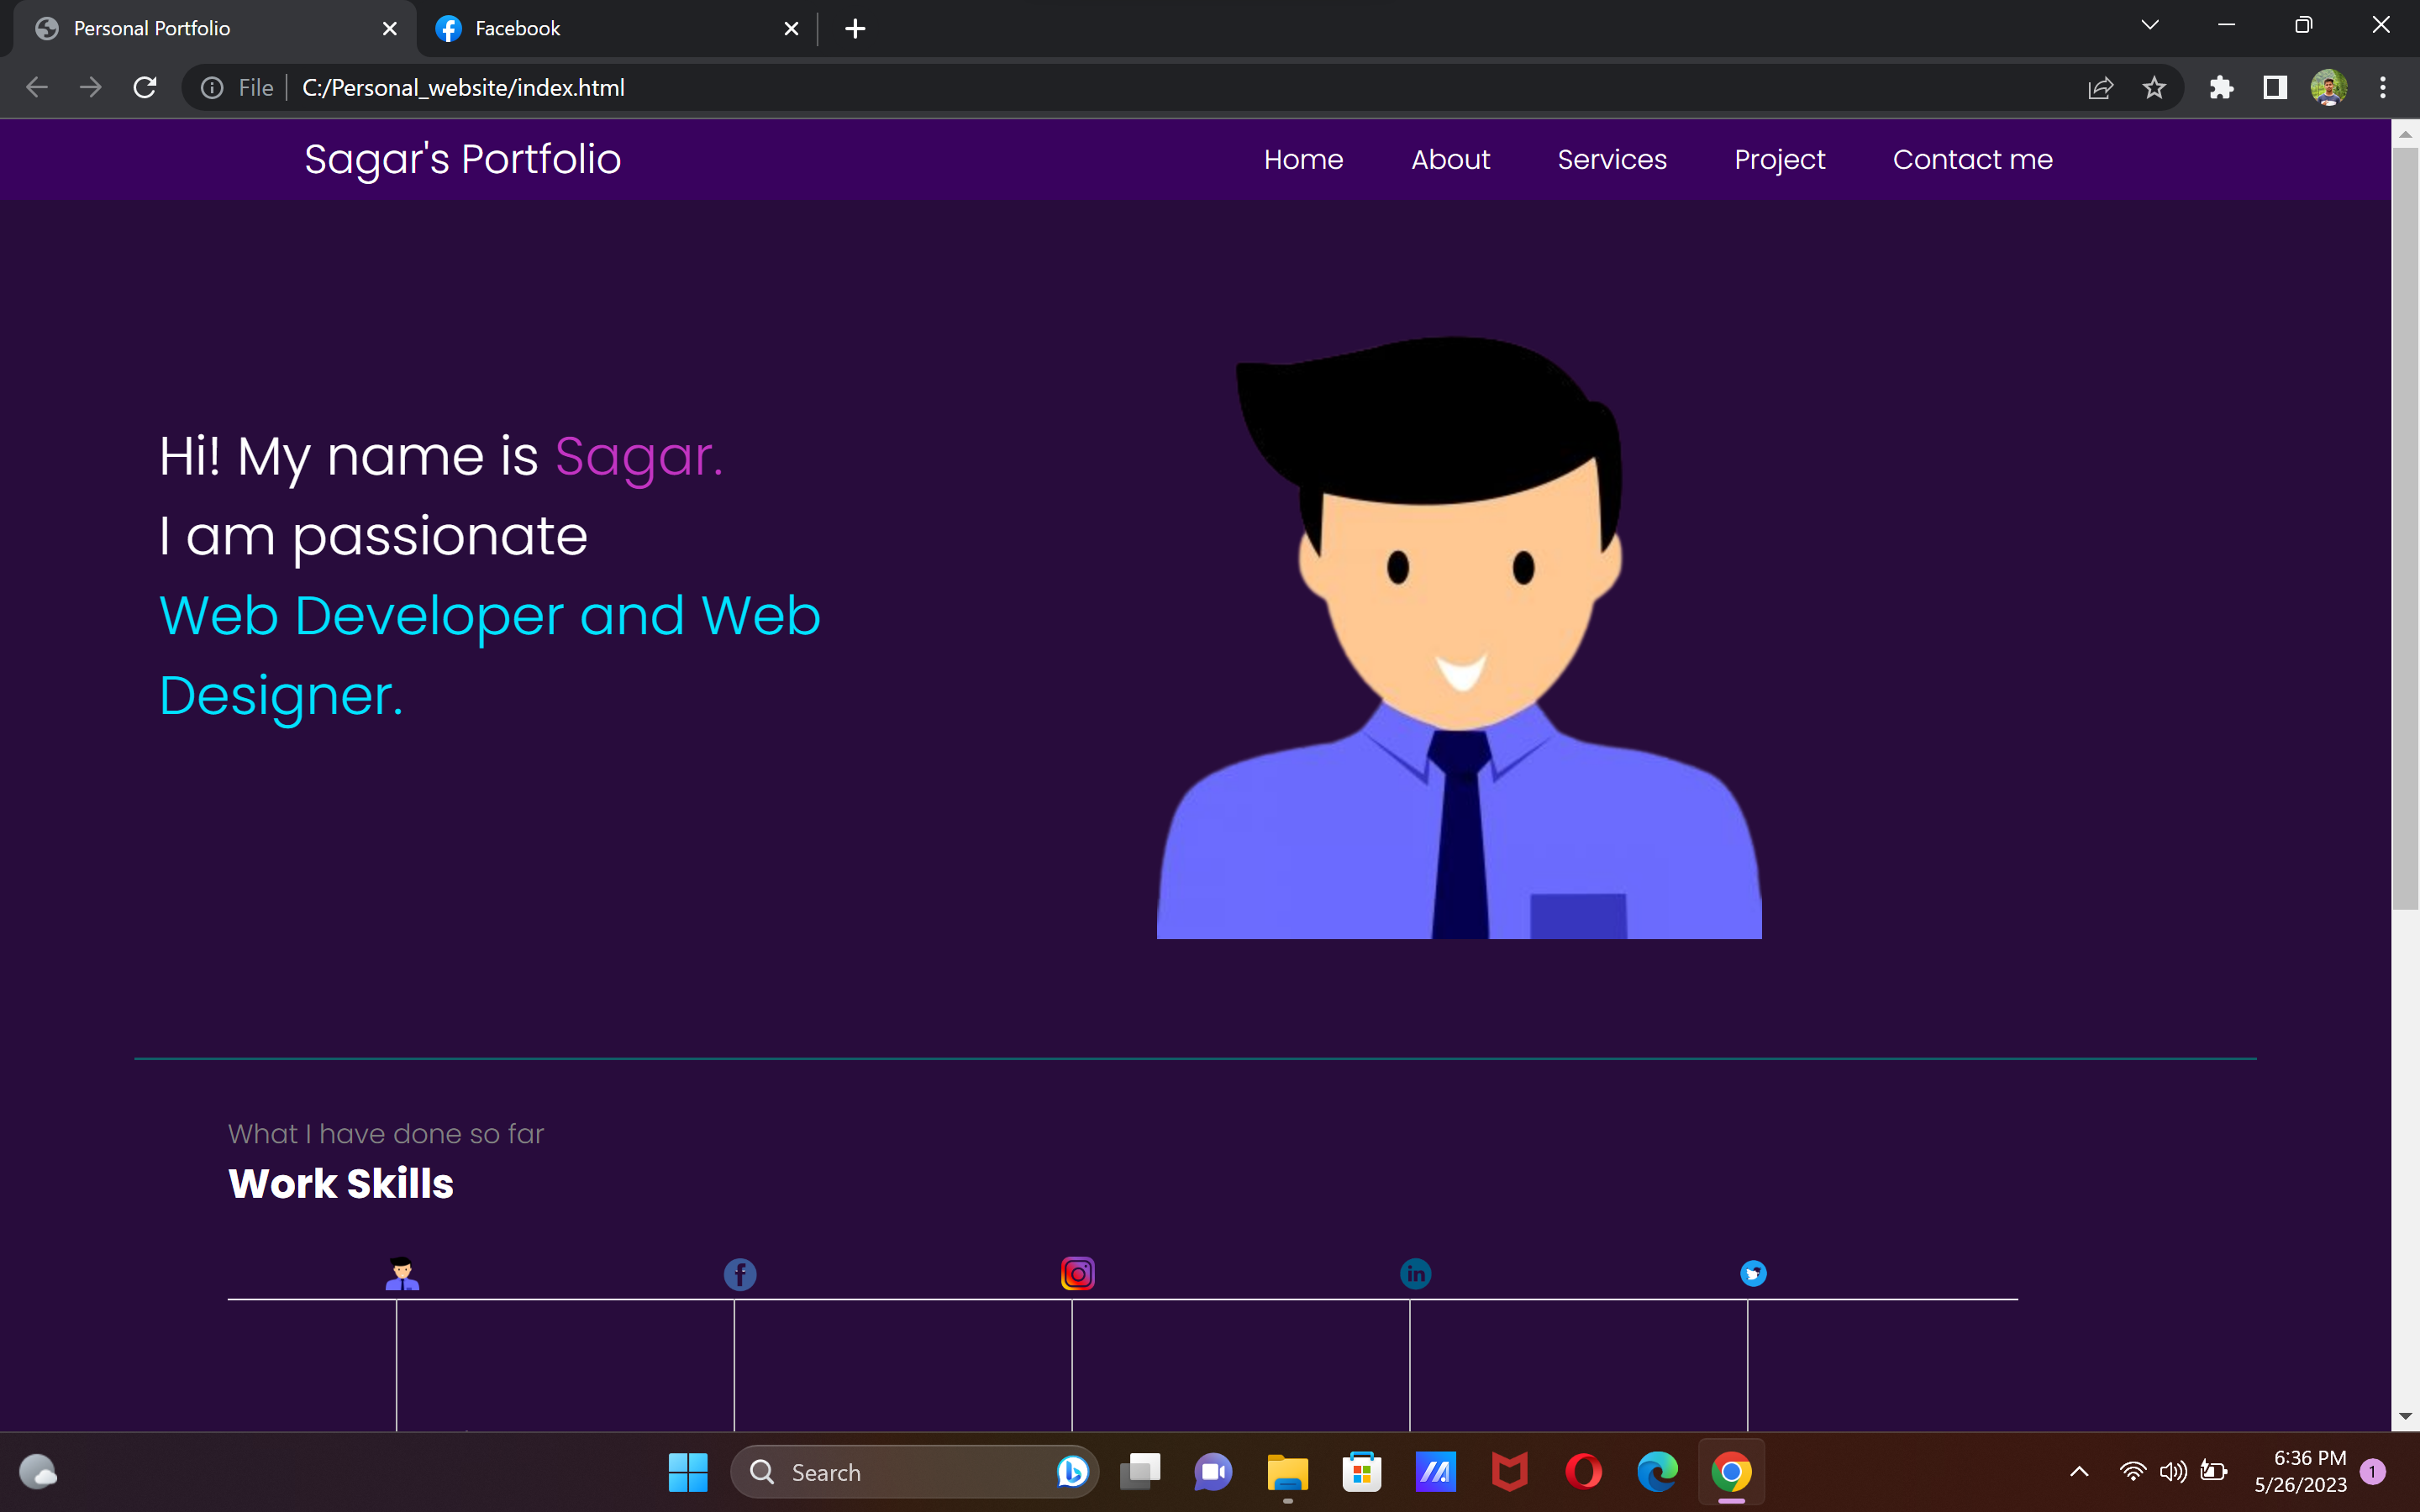 Personal Portfolio
Facebook
File
C:/Personal_website/index.html
Sagar's Portfolio
Home
About
Services
Project
Contact me
Hi! My name is Sagar.
I am passionate
Web Developer and Web
Designer.
What I have done so far
Work Skills
in
Search
6:36 PM
5/26/2023
1